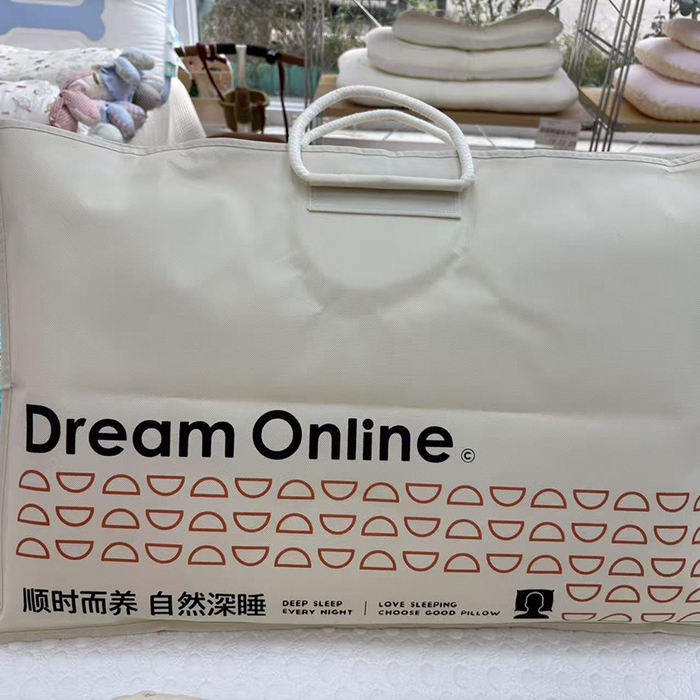 Dream Online©
顺时而养 自然深睡
DEEP SLEEP
EVERY NIGHT
LOVE SLEEPING
CHOOSE GOOD PILLOW